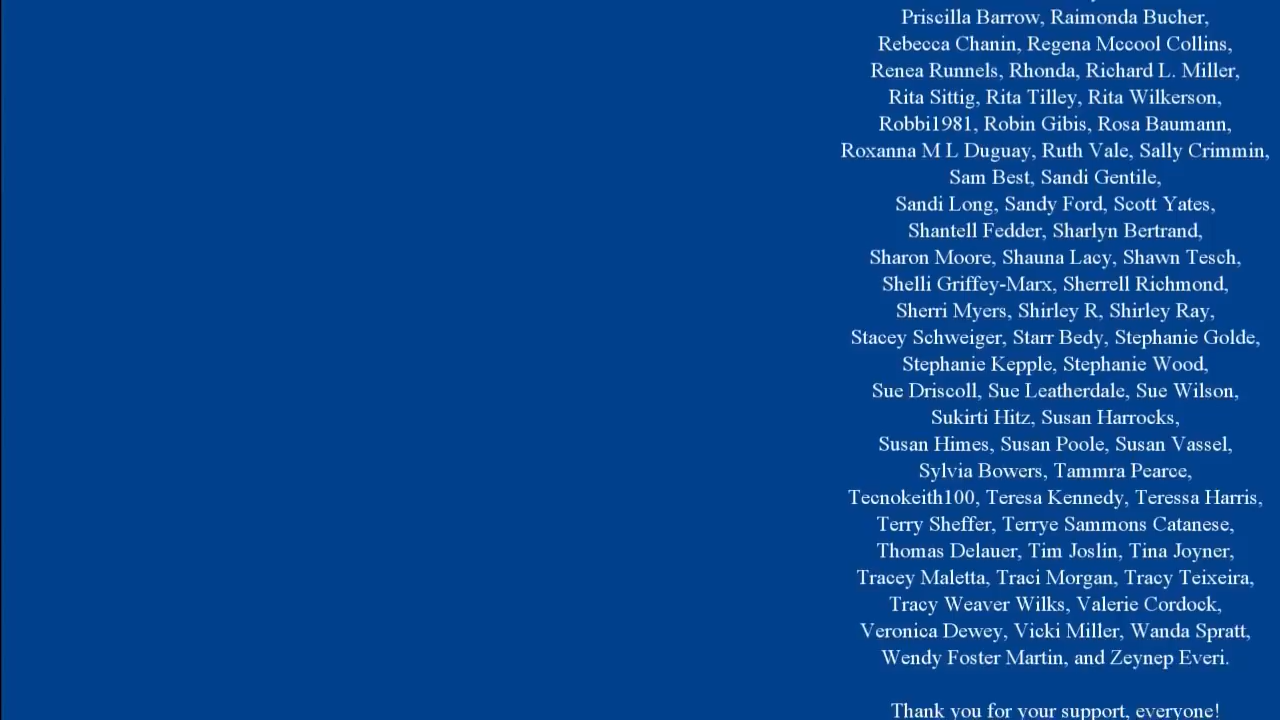 Priscilla Barrow, Raimonda Bucher,
Rebecca Chanin, Regena Mccool Collins,
Renea Runnels, Rhonda, Richard L. Miller,
Rita Sittig, Rita Tilley, Rita Wilkerson,
Robbi1981, Robin Gibis, Rosa Baumann,
Roxanna M L Duguay, Ruth Vale, Sally Crimmin,
Sam Best, Sandi Gentile,
Sandi Long, Sandy Ford, Scott Yates,
Shantell Fedder, Sharlyn Bertrand,
Sharon Moore, Shauna Lacy, Shawn Tesch,
Shelli Griffey-Marx, Sherrell Richmond,
Sherri Myers, Shirley R, Shirley Ray,
Stacey Schweiger, Starr Bedy, Stephanie Golde,
Stephanie Kepple, Stephanie Wood,
Sue Driscoll, Sue Leatherdale, Sue Wilson,
Sukirti Hitz, Susan Harrocks,
Susan Himes, Susan Poole, Susan Vassel,
Sylvia Bowers, Tammra Pearce,
Tecnokeith100, Teresa Kennedy, Teressa Harris,
Terry Sheffer, Terrye Sammons Catanese,
Thomas Delauer, Tim Joslin, Tina Joyner,
Tracey Maletta, Traci Morgan, Tracy Teixeira,
Tracy Weaver Wilks, Valerie Cordock,
Veronica Dewey, Vicki Miller, Wanda Spratt,
Wendy Foster Martin, and Zeynep Everi.
Thank you for your support, everyone!